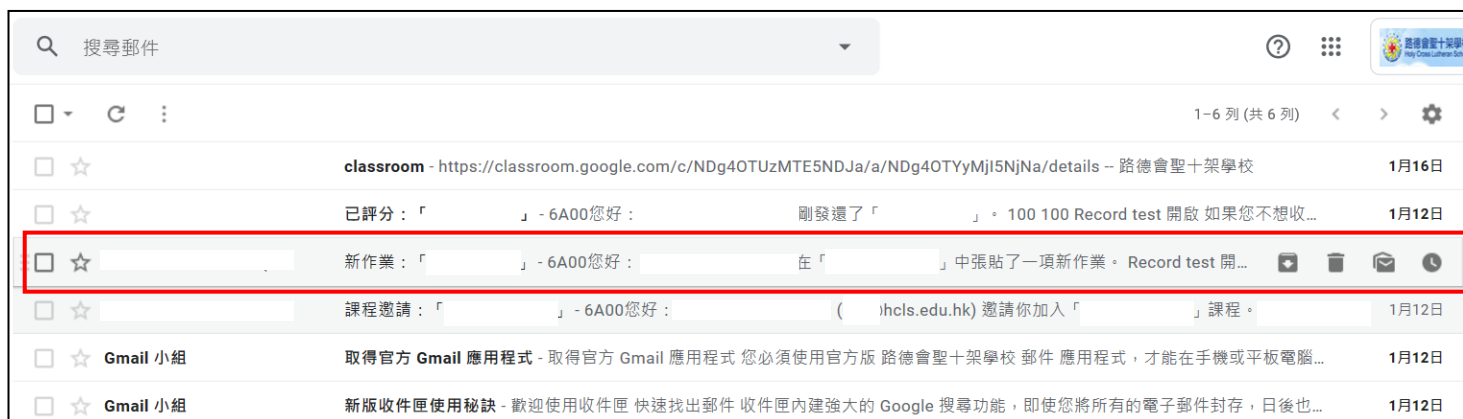 搜尋郵件
路德會聖十架學校
1-6 列 (共 6 列)
classroom - https://classroom.google.com/c/NDg4OTUzMTE5NDJa/a/NDg4OTYyMjI5NjNa/details -- 路德會聖十架學校 1月16日
已評分：「 」 - 6A00您好： 剛發還了「 」。 100 100 Record test 開啟 如果您不想收… 1月12日
新作業：「 」 - 6A00您好： 在「 」中張貼了一項新作業。 Record test 開…
課程邀請：「 」 - 6A00您好： ( hcls.edu.hk) 邀請你加入「 」課程。 1月12日
Gmail 小組 取得官方 Gmail 應用程式 - 取得官方 Gmail 應用程式 您必須使用官方版 路德會聖十架學校 郵件 應用程式，才能在手機或平板電腦… 1月12日
Gmail 小組 新版收件匣使用秘訣 - 歡迎使用收件匣 快速找出郵件 收件匣內建強大的 Google 搜尋功能，即使您將所有的電子郵件封存，日後也… 1月12日